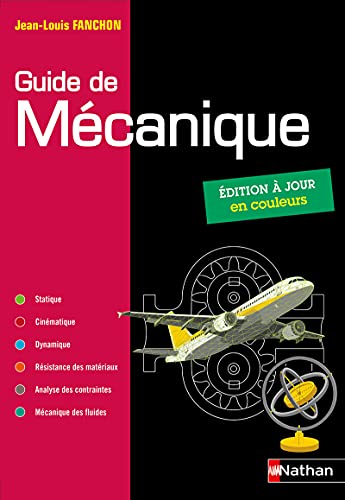 Jean-Louis FANCHON
Guide de
Mécanique
ÉDITION À JOUR
en couleurs
Statique
Cinématique
Dynamique
Résistance des matériaux
Analyse des contraintes
Mécanique des fluides
Nathan